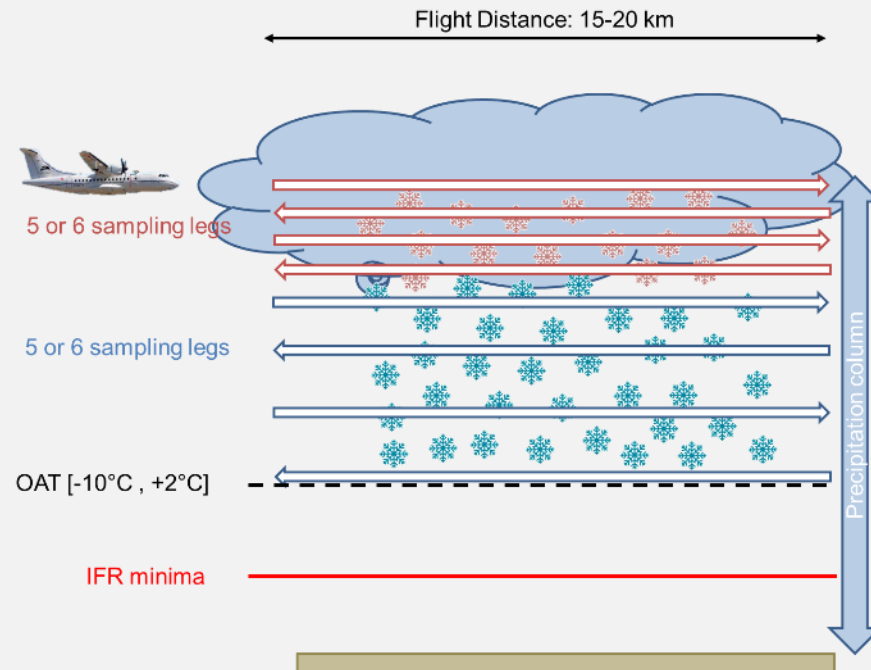 Flight Distance: 15-20 km
5 or 6 sampling legs
5 or 6 sampling legs
OAT [-10°C , +2°C]
IFR minima
Precipitation column